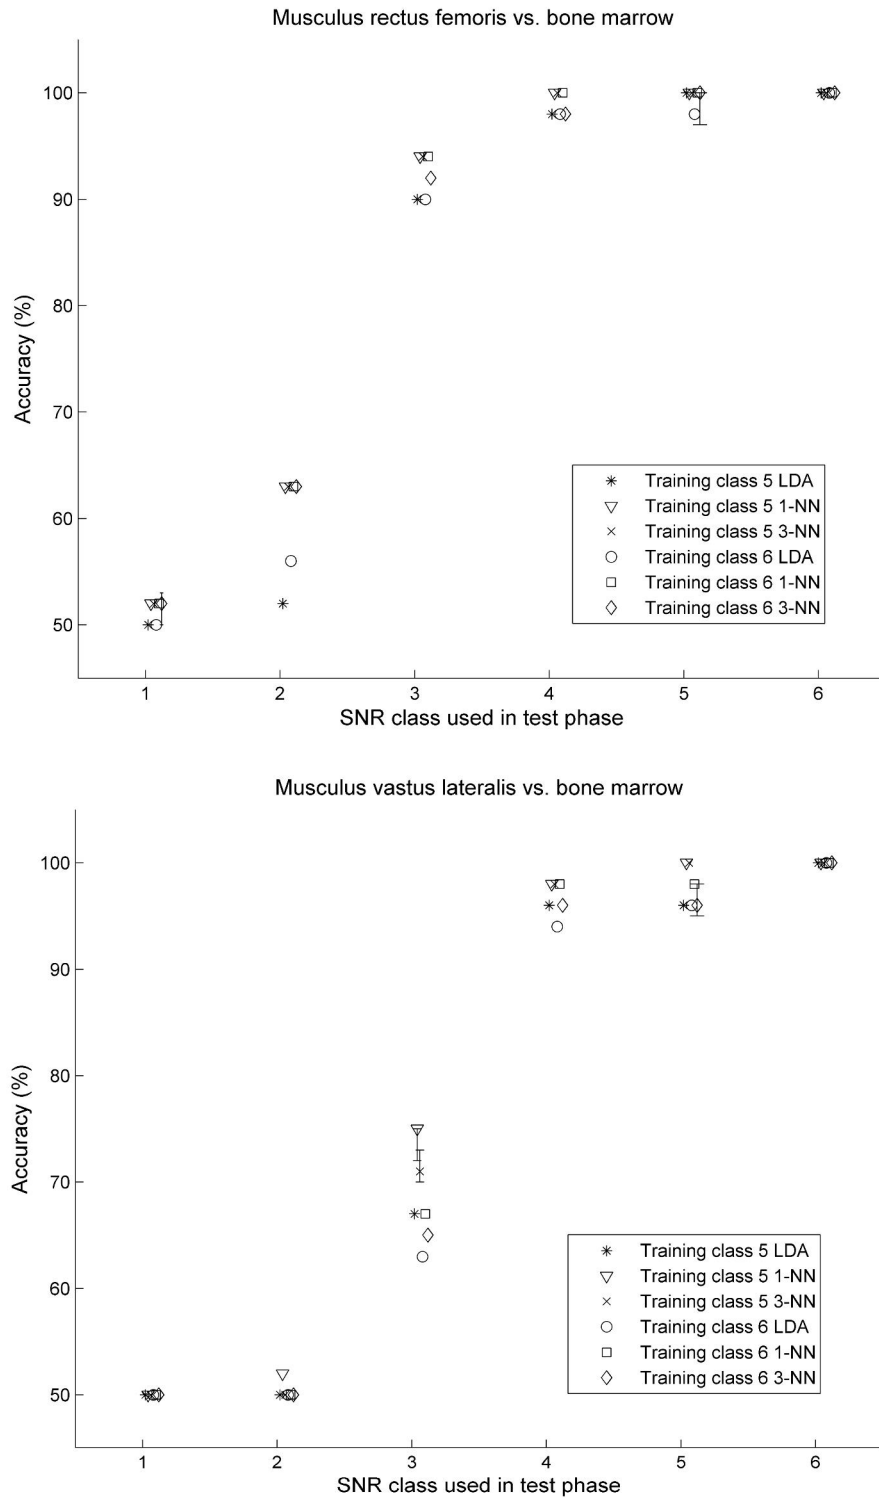 Musculus rectus femoris vs. bone marrow
100
90
80
70
60
50
Accuracy (%)
Training class 5 LDA
Training class 5 1-NN
Training class 5 3-NN
Training class 6 LDA
Training class 6 1-NN
Training class 6 3-NN
1 2 3 4 5 6
SNR class used in test phase
Musculus vastus lateralis vs. bone marrow
100
90
80
70
60
50
Accuracy (%)
Training class 5 LDA
Training class 5 1-NN
Training class 5 3-NN
Training class 6 LDA
Training class 6 1-NN
Training class 6 3-NN
1 2 3 4 5 6
SNR class used in test phase